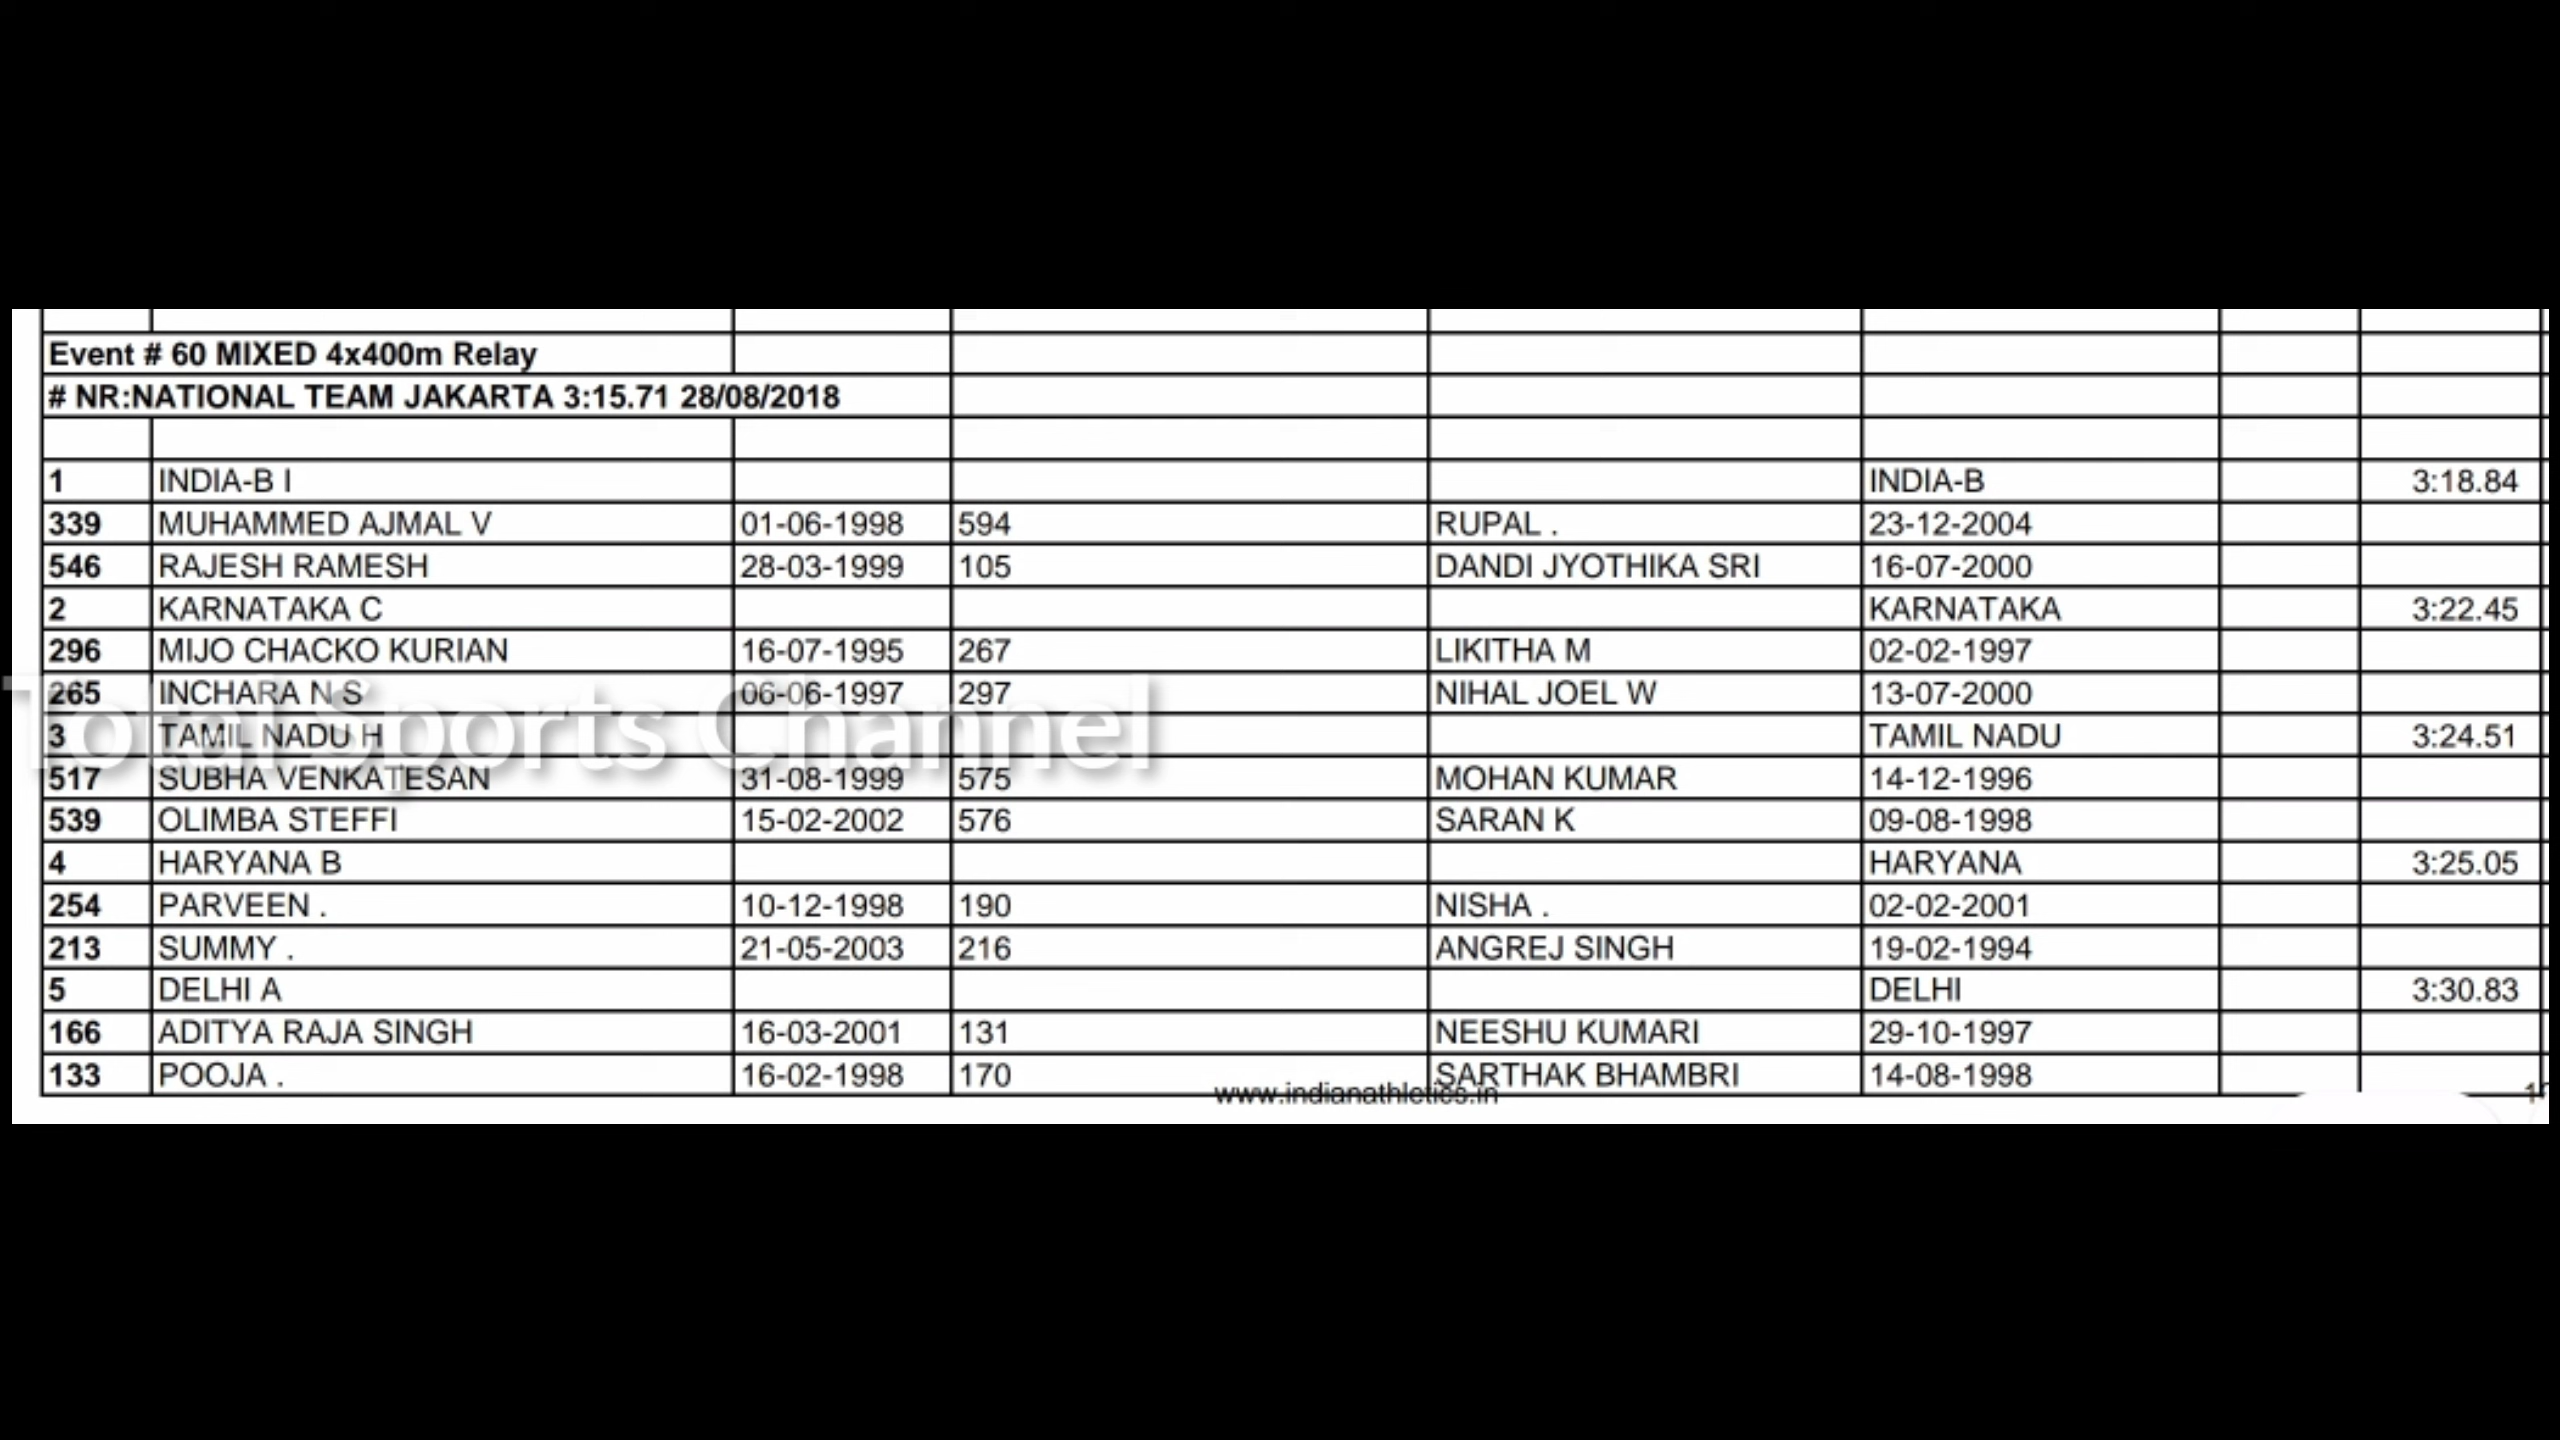 Event # 60 MIXED 4x400m Relay
# NR:NATIONAL TEAM JAKARTA 3:15.71 28/08/2018
1 INDIA-B I INDIA-B 3:18.84
339 MUHAMMED AJMAL V 01-06-1998 594 RUPAL . 23-12-2004
546 RAJESH RAMESH 28-03-1999 105 DANDI JYOTHIKA SRI 16-07-2000
2 KARNATAKA C KARNATAKA 3:22.45
296 MIJO CHACKO KURIAN 16-07-1995 267 LIKITHA M 02-02-1997
265 INCHARA N S 06-06-1997 297 NIHAL JOEL W 13-07-2000
Total Sports Channel
3 TAMIL NADU H TAMIL NADU 3:24.51
517 SUBHA VENKATESAN 31-08-1999 575 MOHAN KUMAR 14-12-1996
539 OLIMBA STEFFI 15-02-2002 576 SARAN K 09-08-1998
4 HARYANA B HARYANA 3:25.05
254 PARVEEN . 10-12-1998 190 NISHA . 02-02-2001
213 SUMMY . 21-05-2003 216 ANGREJ SINGH 19-02-1994
5 DELHI A DELHI 3:30.83
166 ADITYA RAJA SINGH 16-03-2001 131 NEESHU KUMARI 29-10-1997
133 POOJA . 16-02-1998 170 SARTHAK BHAMBRI 14-08-1998
www.indianathletics.in